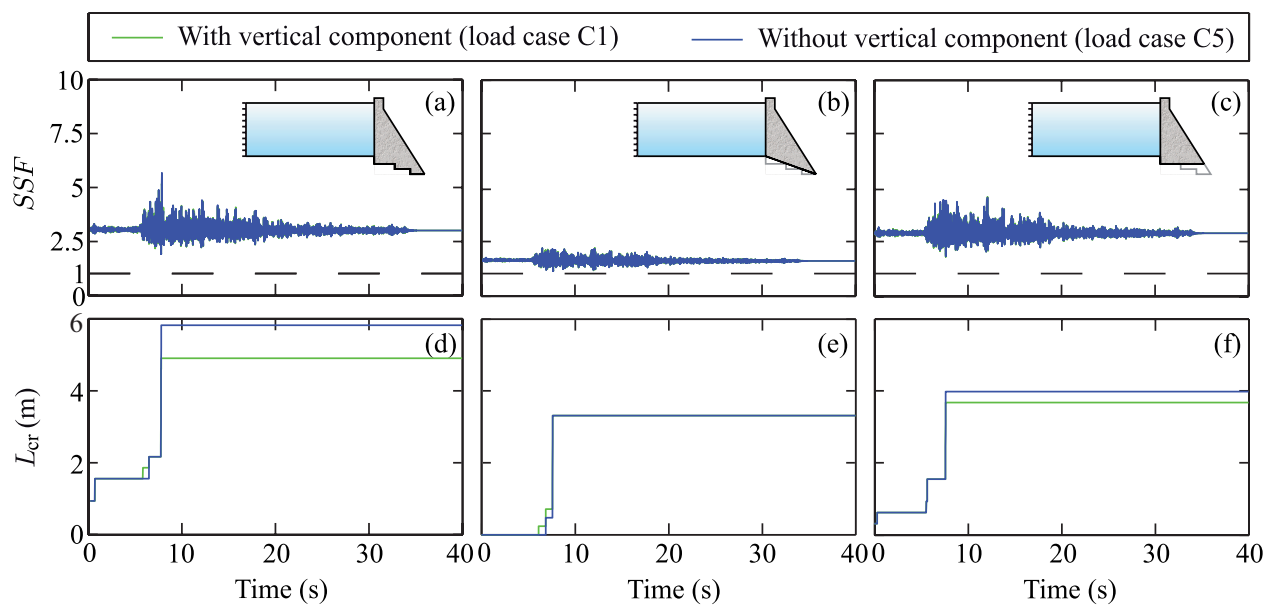 With vertical component (load case C1) Without vertical component (load case C5)
10 (a) (b) (c)
7.5
SSF
5
2.5
1
0
6 (d) (e) (f)
4
L_cr (m)
2
0
0 10 20 30 40 0 10 20 30 40 0 10 20 30 40
Time (s) Time (s) Time (s)